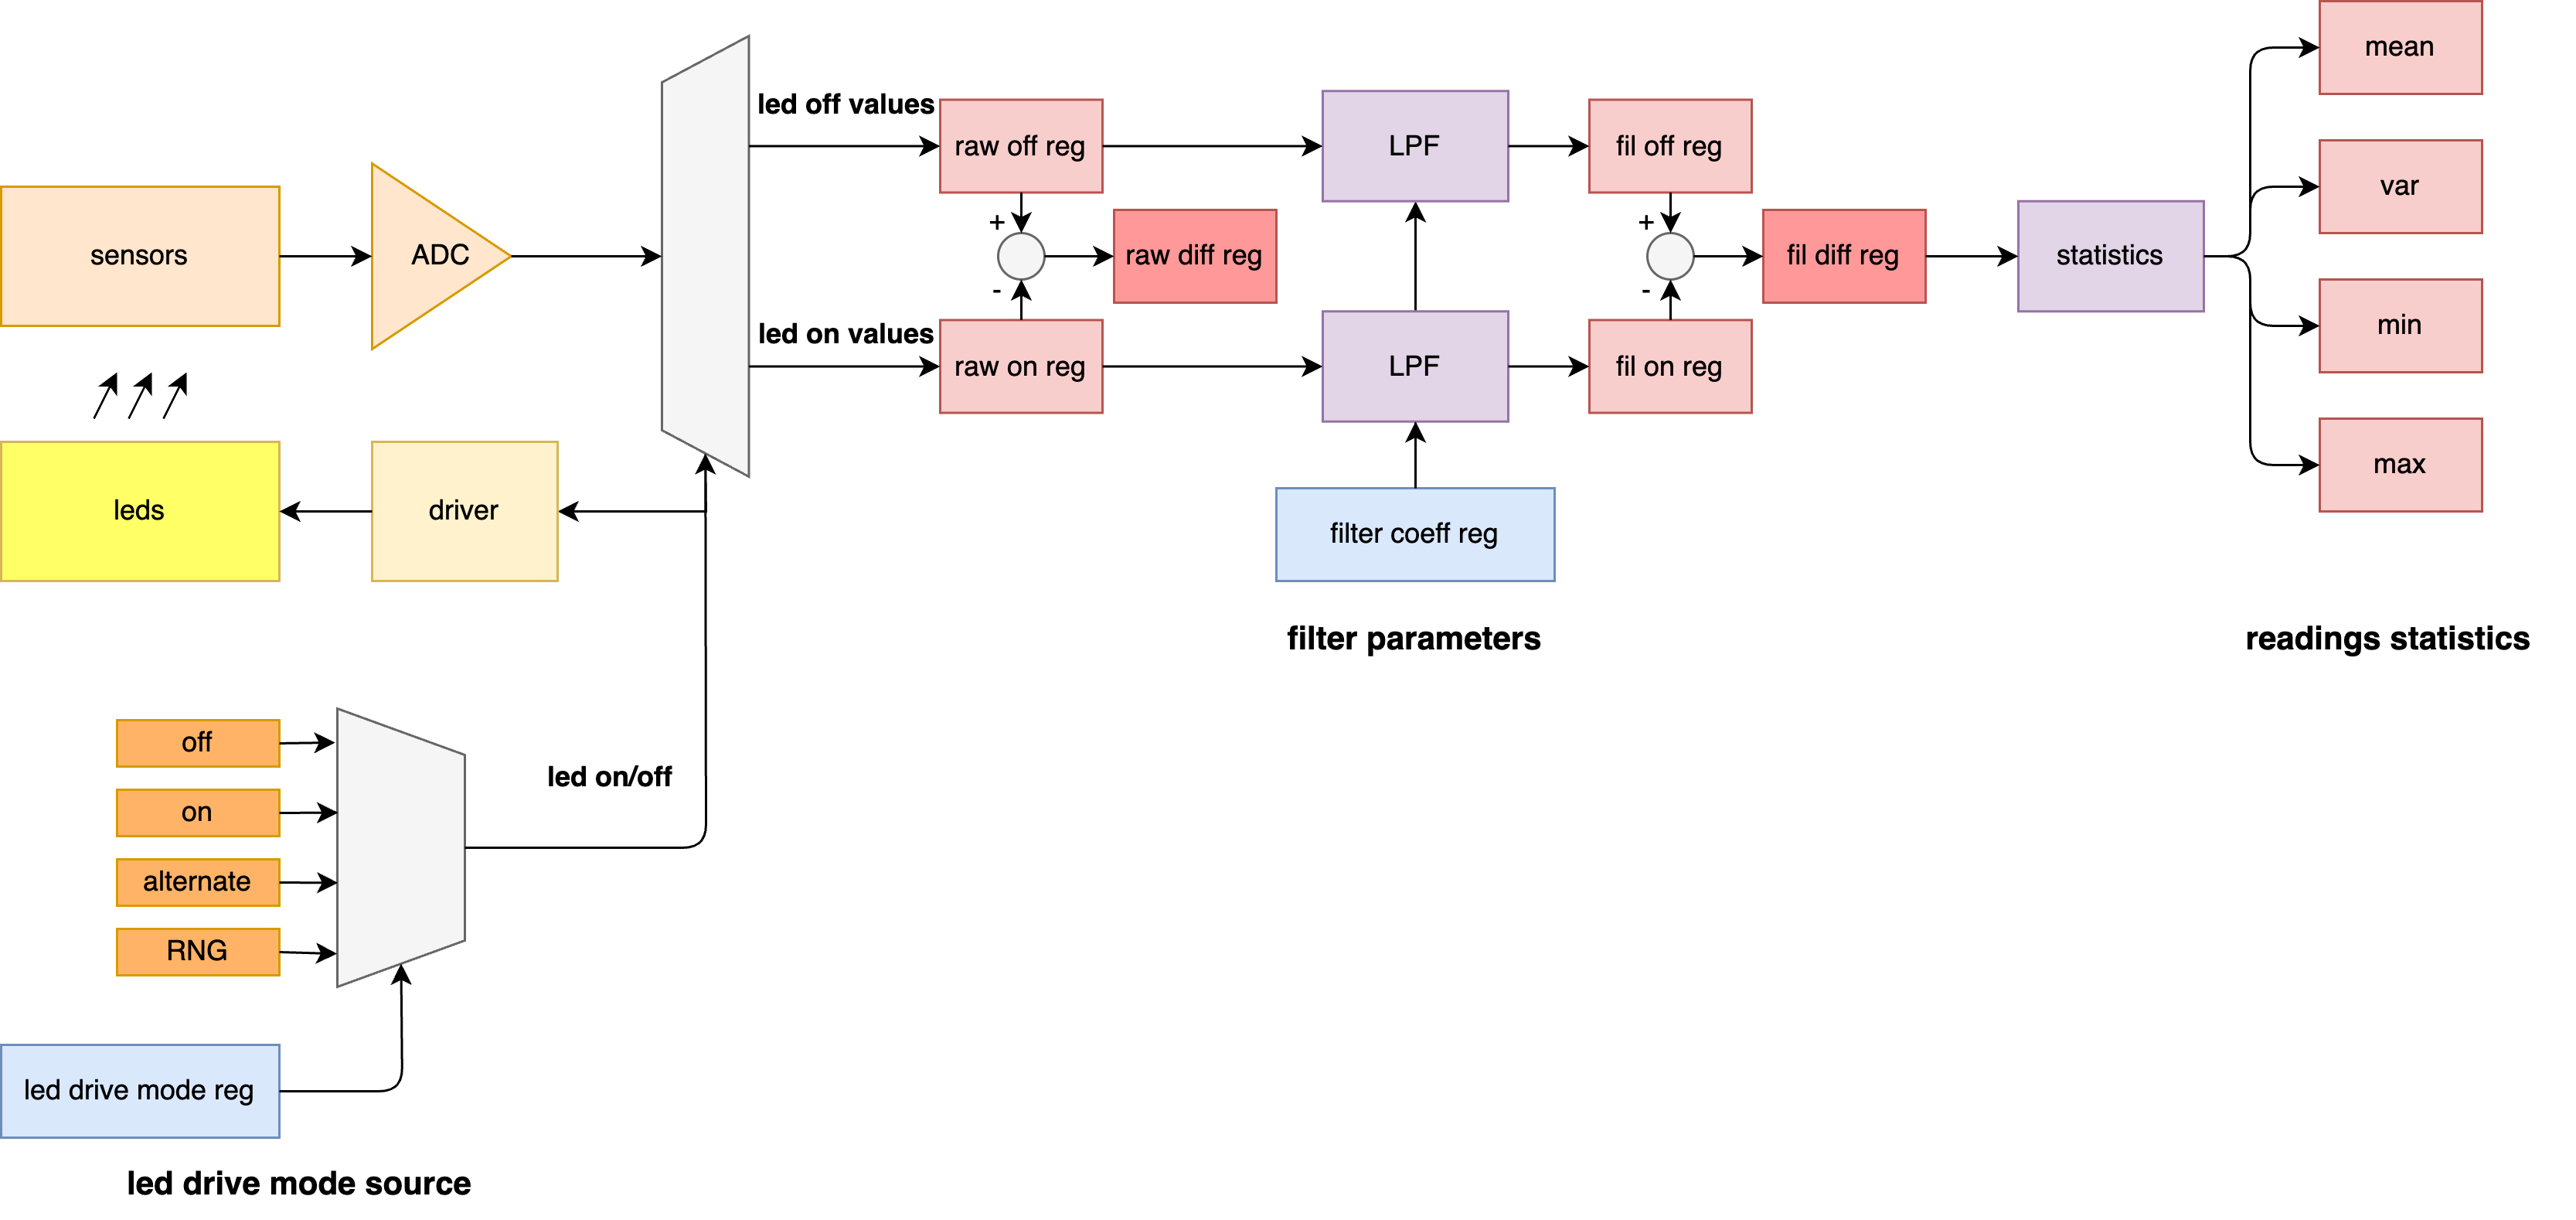 mean
led off values
raw off reg
LPF
fil off reg
var
+
+
sensors
ADC
raw diff reg
fil diff reg
statistics
-
-
led on values
min
raw on reg
LPF
fil on reg
max
leds
driver
filter coeff reg
filter parameters
readings statistics
off
led on/off
on
alternate
RNG
led drive mode reg
led drive mode source